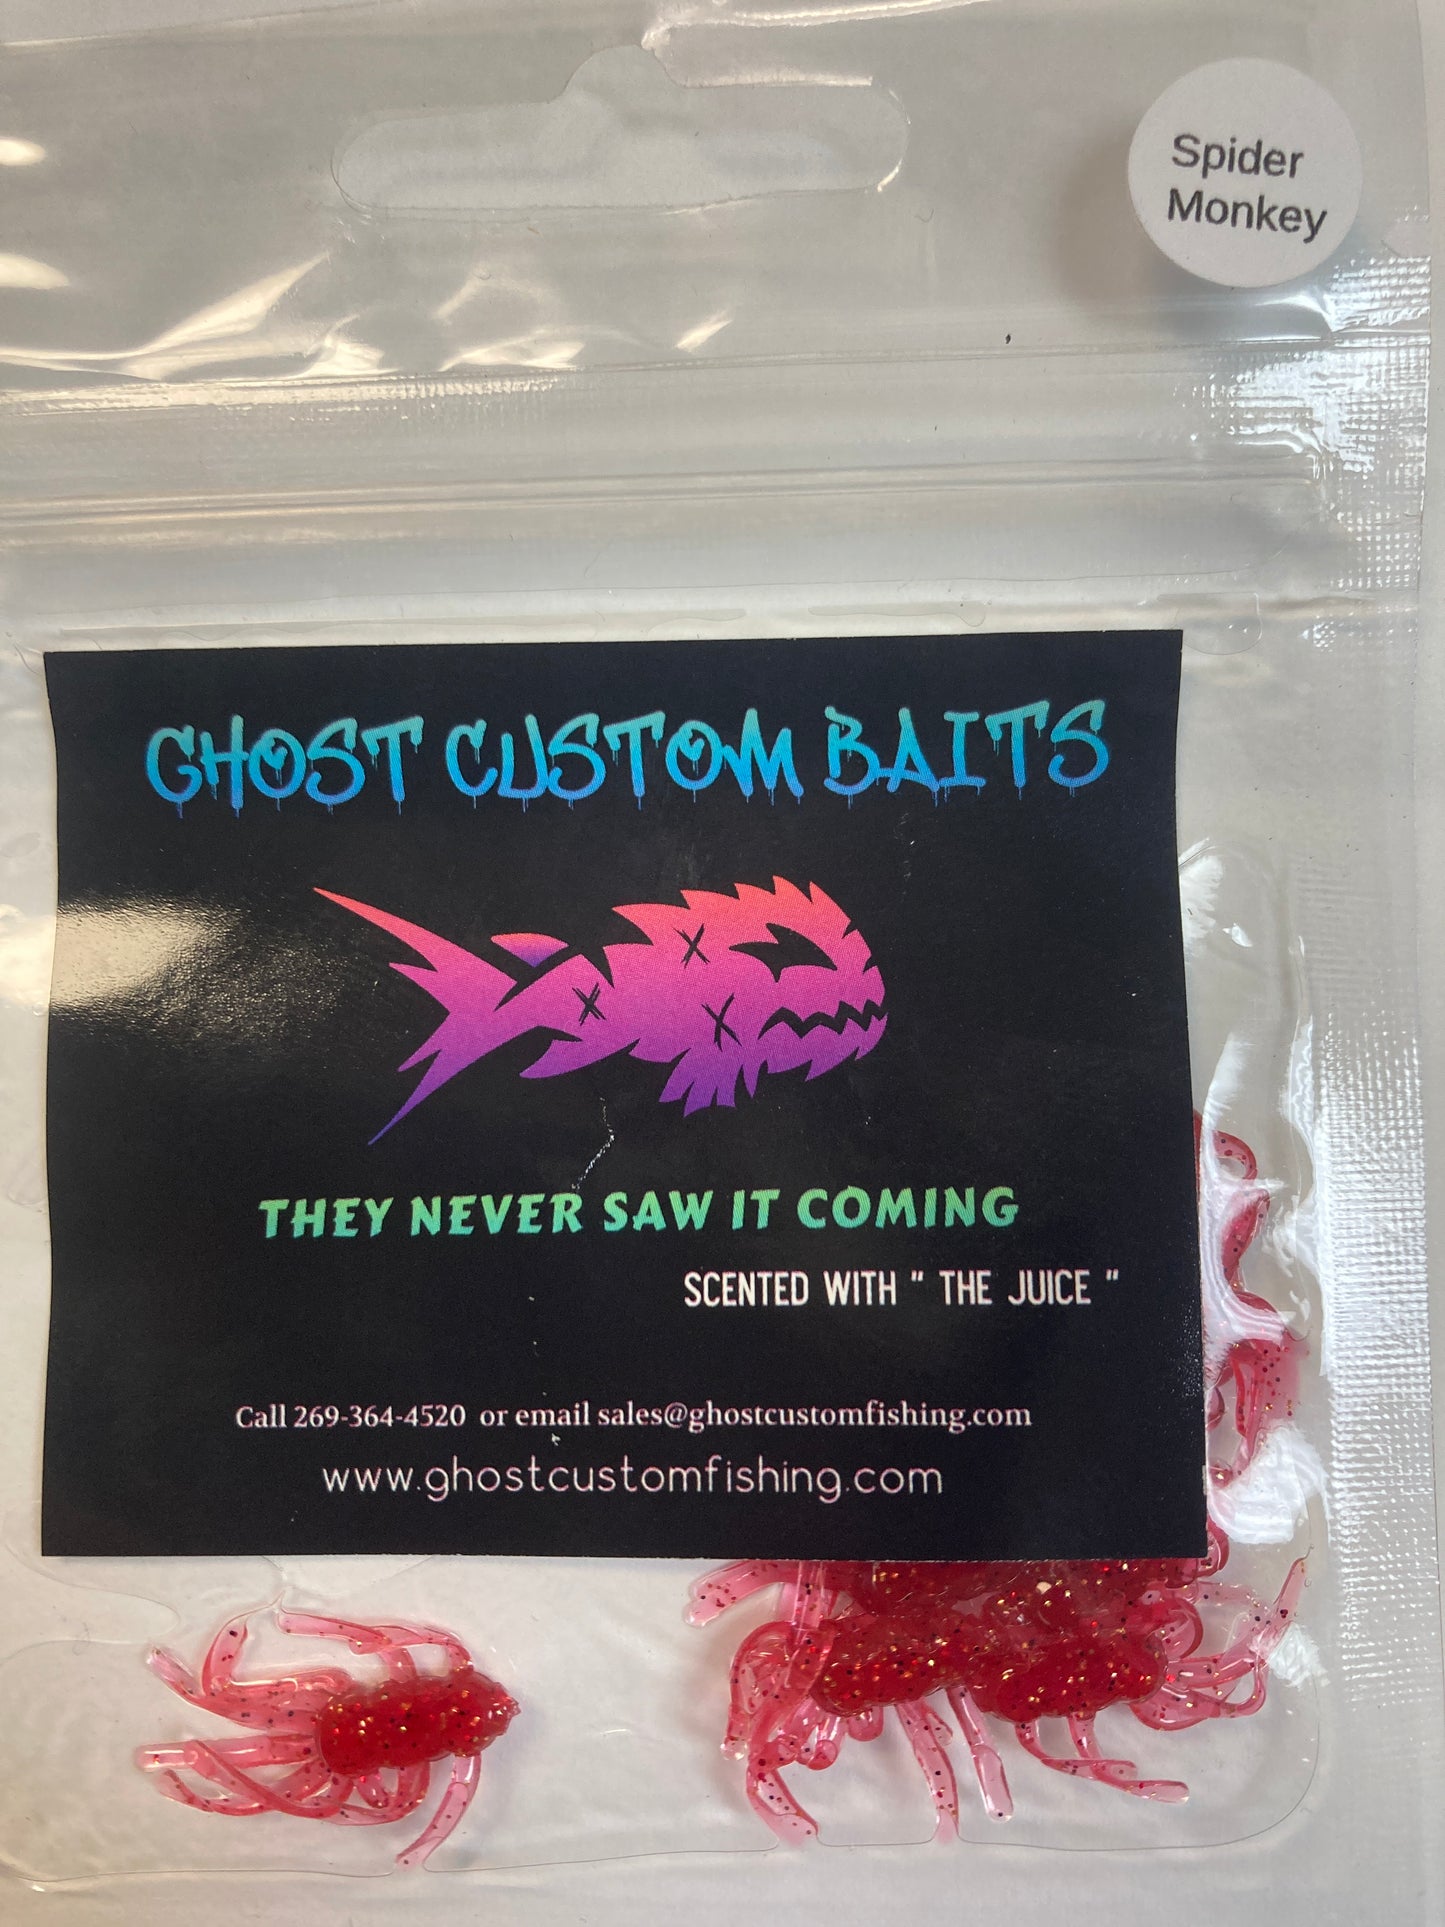 Spider
Monkey
GHOST CUSTOM BAITS
THEY NEVER SAW IT COMING
SCENTED WITH " THE JUICE "
Call 269-364-4520 or email sales@ghostcustomfishing.com
www.ghostcustomfishing.com